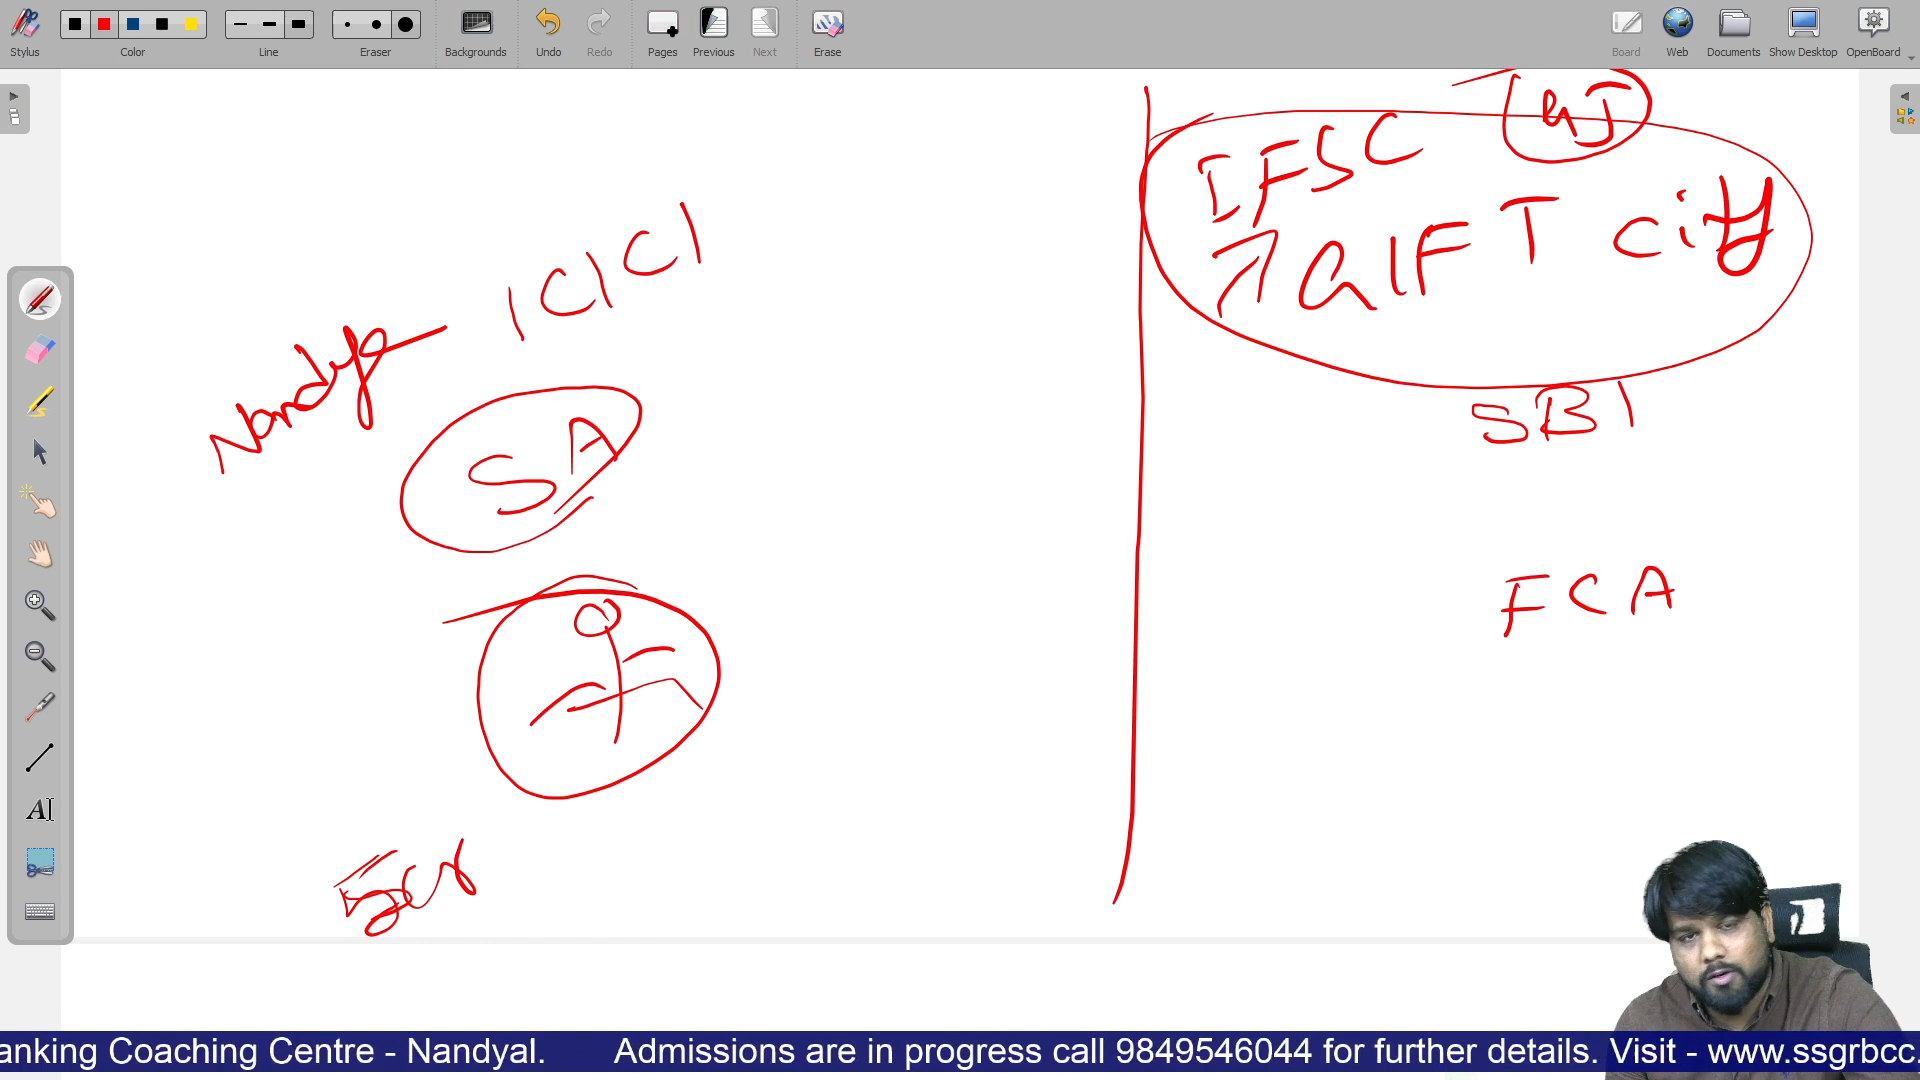 Stylus
Color
Line
Eraser
Backgrounds
Undo
Redo
Pages
Previous
Next
Erase
Board
Web
Documents
Show Desktop
OpenBoard
GJ
IFSC
GIFT city
ICICI
Nandyal
SA
SBI
FCA
anking Coaching Centre - Nandyal. Admissions are in progress call 9849546044 for further details. Visit - www.ssgrbcc.